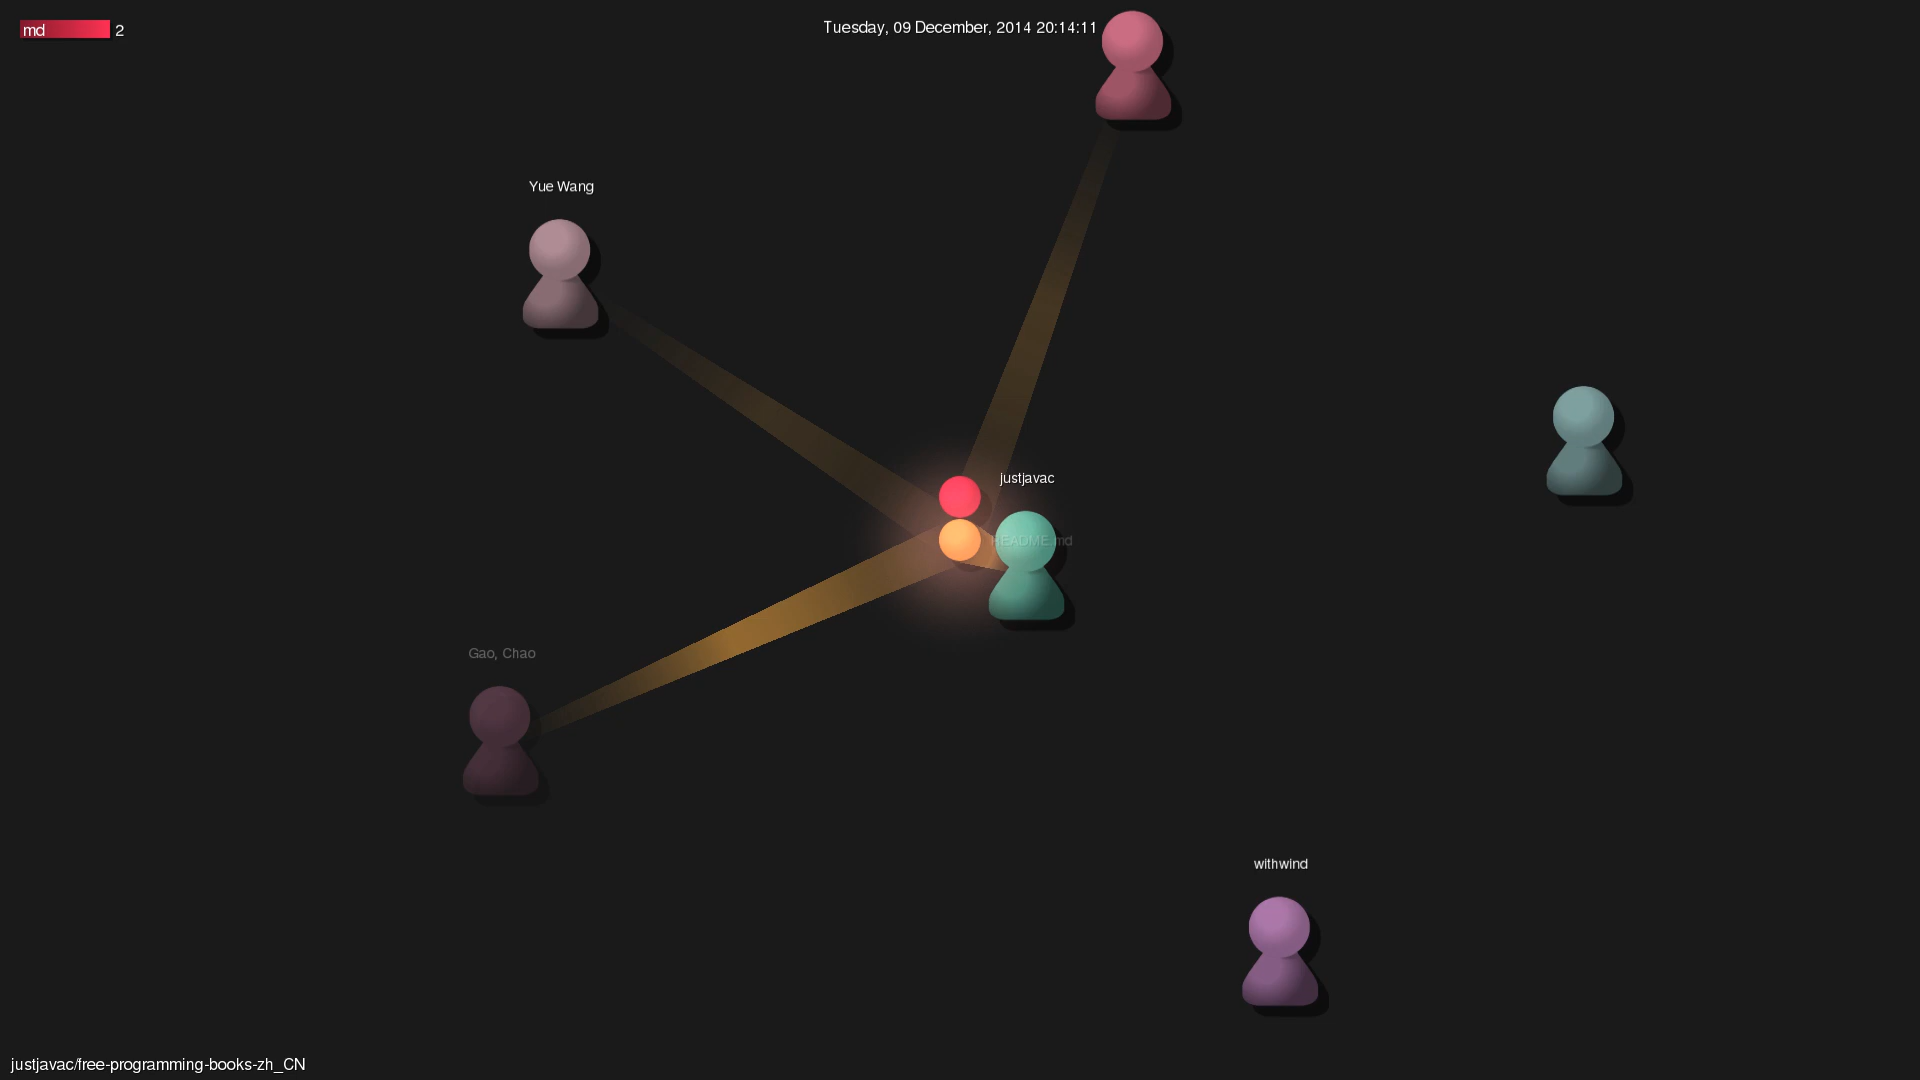 md 2
Tuesday, 09 December, 2014 20:14:11
Yue Wang
justjavac
README.md
Gao, Chao
withwind
justjavac/free-programming-books-zh_CN